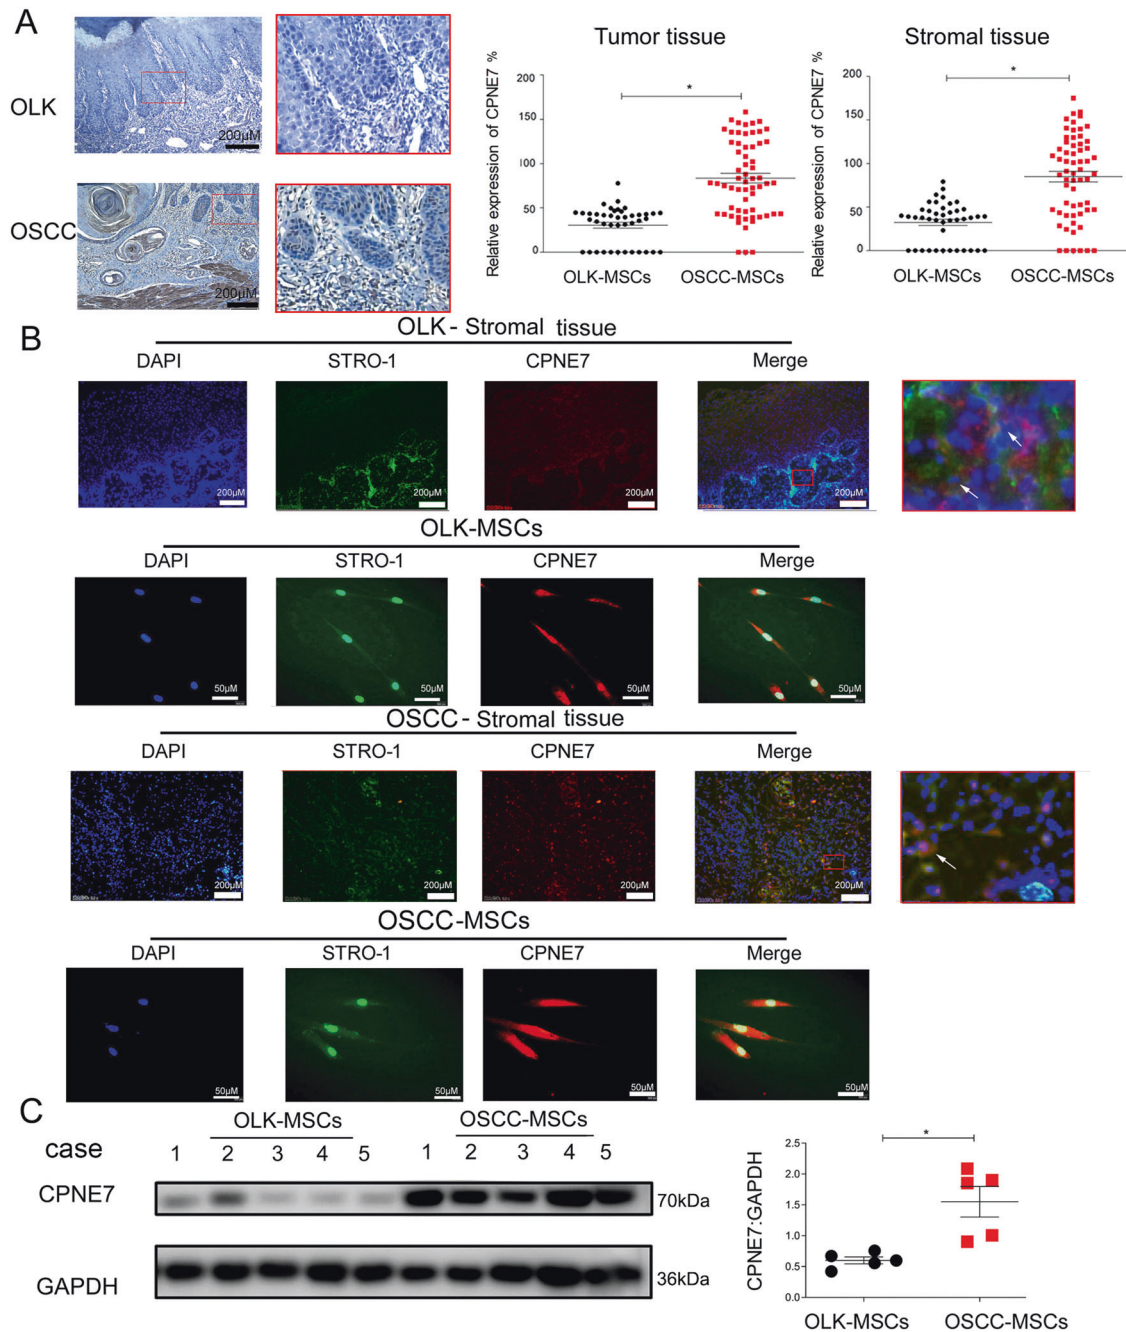 A
OLK
200μM
OSCC
200μM
Tumor tissue
Relative expression of CPNE7 %
200
150
100
50
0
*
OLK-MSCs
OSCC-MSCs
Stromal tissue
Relative expression of CPNE7 %
200
150
100
50
0
*
OLK-MSCs
OSCC-MSCs
B
OLK - Stromal tissue
DAPI STRO-1 CPNE7 Merge
200μM 200μM 200μM 200μM
OLK-MSCs
DAPI STRO-1 CPNE7 Merge
50μM 50μM 50μM 50μM
OSCC - Stromal tissue
DAPI STRO-1 CPNE7 Merge
200μM 200μM 200μM 200μM
OSCC-MSCs
DAPI STRO-1 CPNE7 Merge
50μM 50μM 50μM 50μM
C
OLK-MSCs OSCC-MSCs
case 1 2 3 4 5 1 2 3 4 5
CPNE7 70kDa
GAPDH 36kDa
CPNE7:GAPDH
2.5
2.0
1.5
1.0
0.5
0.0
*
OLK-MSCs
OSCC-MSCs